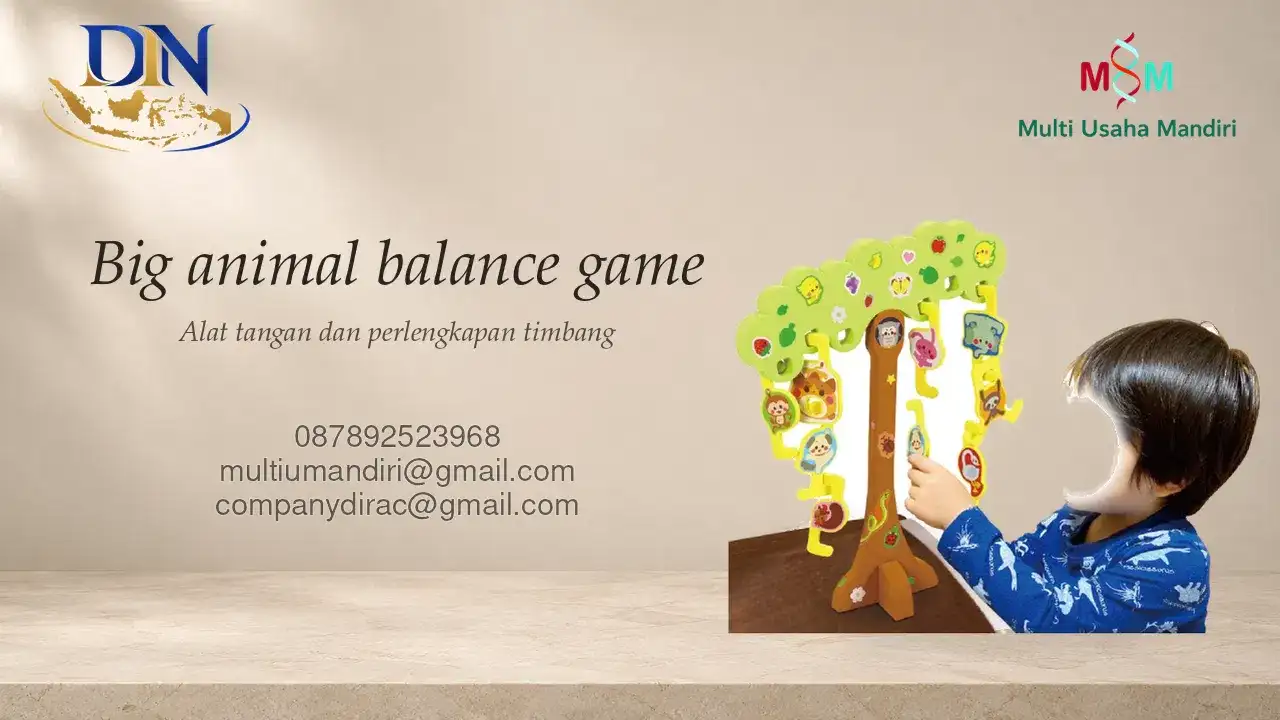 DIN
MSM
Multi Usaha Mandiri
Big animal balance game
Alat tangan dan perlengkapan timbang
087892523968
multiumandiri@gmail.com
companydirac@gmail.com